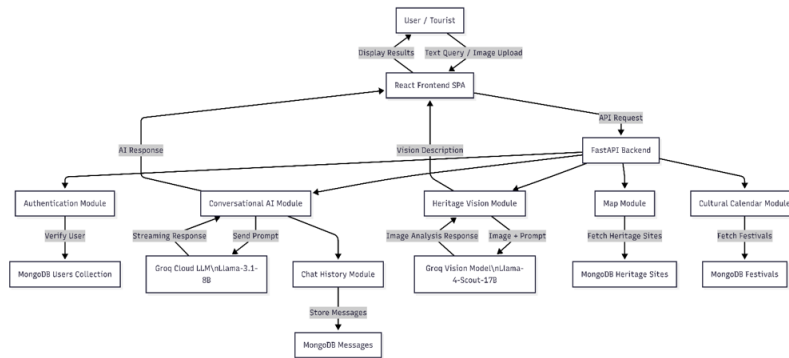 User / Tourist
Display Results
Text Query / Image Upload
React Frontend SPA
API Request
AI Response
Vision Description
FastAPI Backend
Authentication Module
Conversational AI Module
Heritage Vision Module
Map Module
Cultural Calendar Module
Verify User
Streaming Response
Send Prompt
Image Analysis Response
Image + Prompt
Fetch Heritage Sites
Fetch Festivals
MongoDB Users Collection
Groq Cloud LLM\nLlama-3.1-
8B
Chat History Module
Groq Vision Model\nLlama-
4-Scout-17B
MongoDB Heritage Sites
MongoDB Festivals
Store Messages
MongoDB Messages